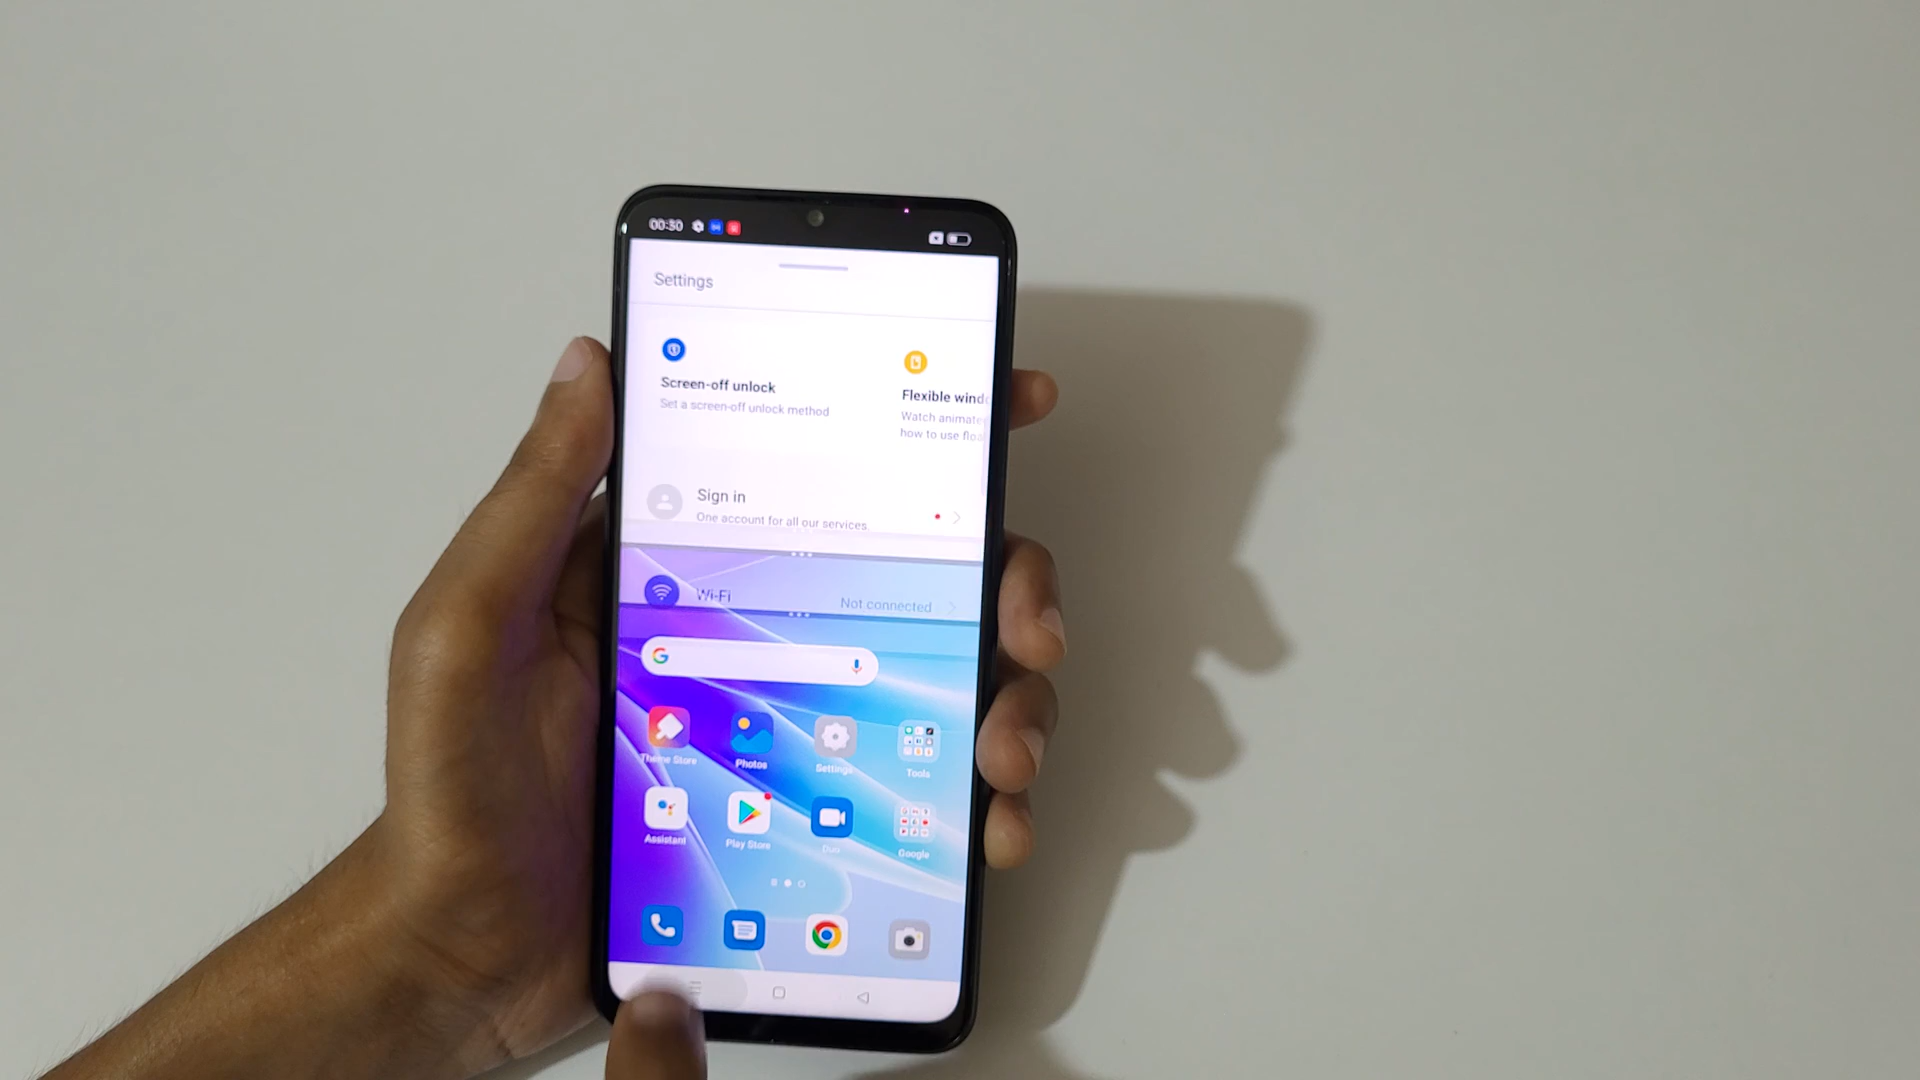 00:30
Settings
Screen-off unlock
Set a screen-off unlock method
Flexible windo
Watch animate
how to use floa
Sign in
One account for all our services.
Wi-Fi
Not connected
G
Theme Store
Photos
Settings
Tools
Assistant
Play Store
Duo
Google